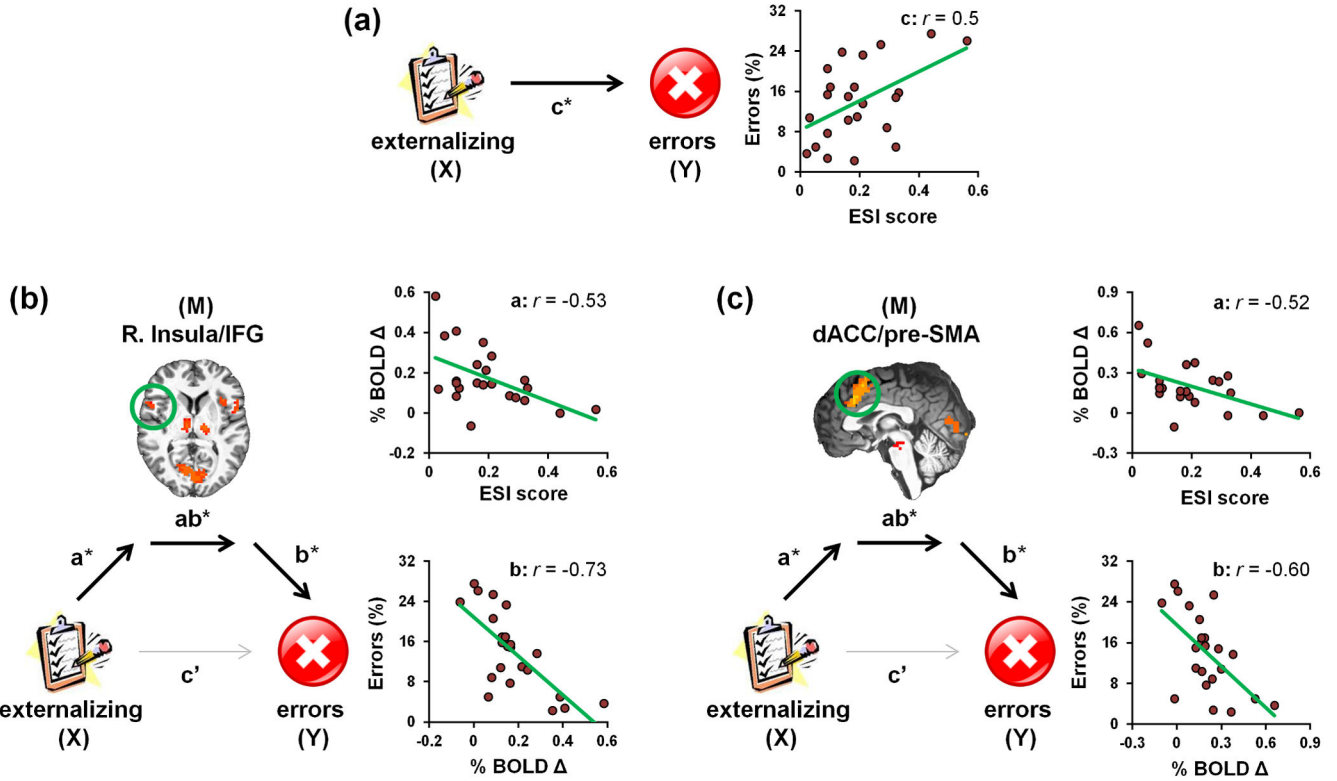 (a)
externalizing
(X)
c*
errors
(Y)
c: r = 0.5
Errors (%)
32
24
16
8
0
0 0.2 0.4 0.6
ESI score
(b)
(M)
R. Insula/IFG
ab*
a*
b*
c'
externalizing
(X)
errors
(Y)
a: r = -0.53
% BOLD Δ
0.6
0.4
0.2
0
-0.2
0 0.2 0.4 0.6
ESI score
b: r = -0.73
Errors (%)
32
24
16
8
0
-0.2 0 0.2 0.4 0.6
% BOLD Δ
(c)
(M)
dACC/pre-SMA
ab*
a*
b*
c'
externalizing
(X)
errors
(Y)
a: r = -0.52
% BOLD Δ
0.9
0.6
0.3
0
-0.3
0 0.2 0.4 0.6
ESI score
b: r = -0.60
Errors (%)
32
24
16
8
0
-0.3 0 0.3 0.6 0.9
% BOLD Δ